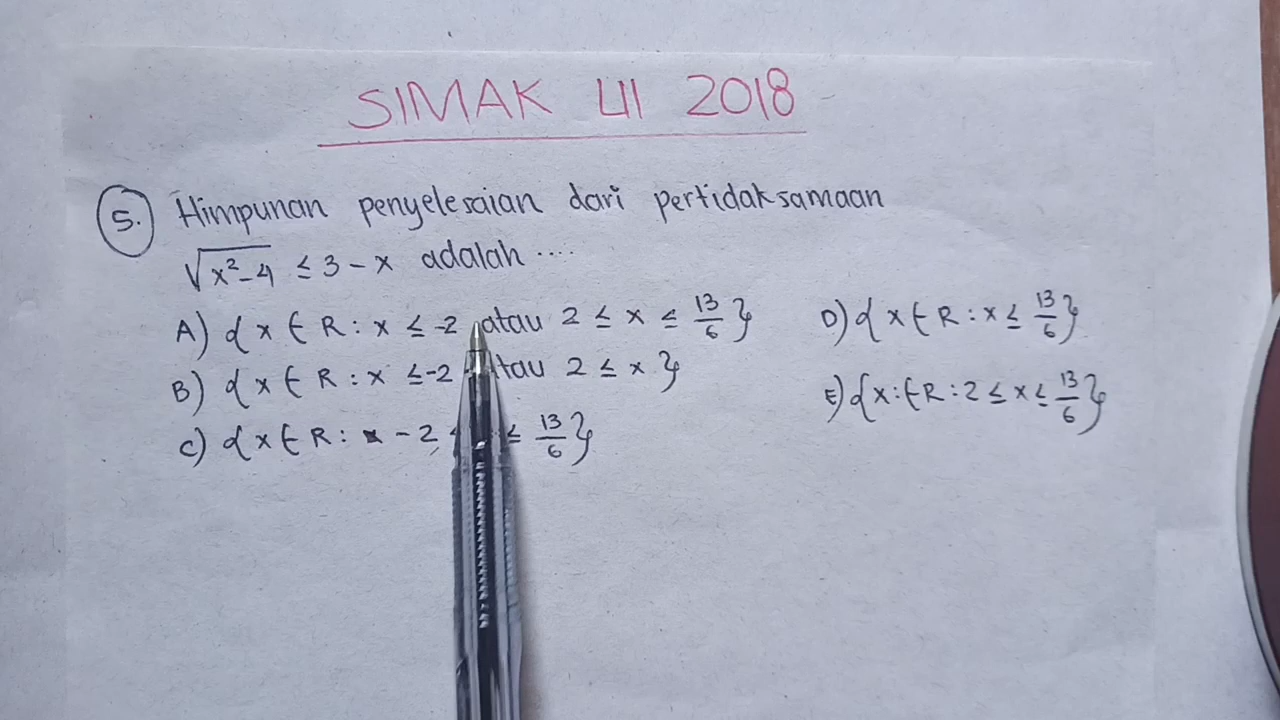 SIMAK UI 2018
5. Himpunan penyelesaian dari pertidaksamaan
√x²-4 ≤ 3 - x adalah ....
A) {x ∈ R : x ≤ -2 atau 2 ≤ x ≤ 13/6}
B) {x ∈ R : x ≤ -2 tau 2 ≤ x}
C) {x ∈ R : -2 ≤ 13/6}
D) {x ∈ R : x ≤ 13/6}
E) {x : ∈ R : 2 ≤ x ≤ 13/6}